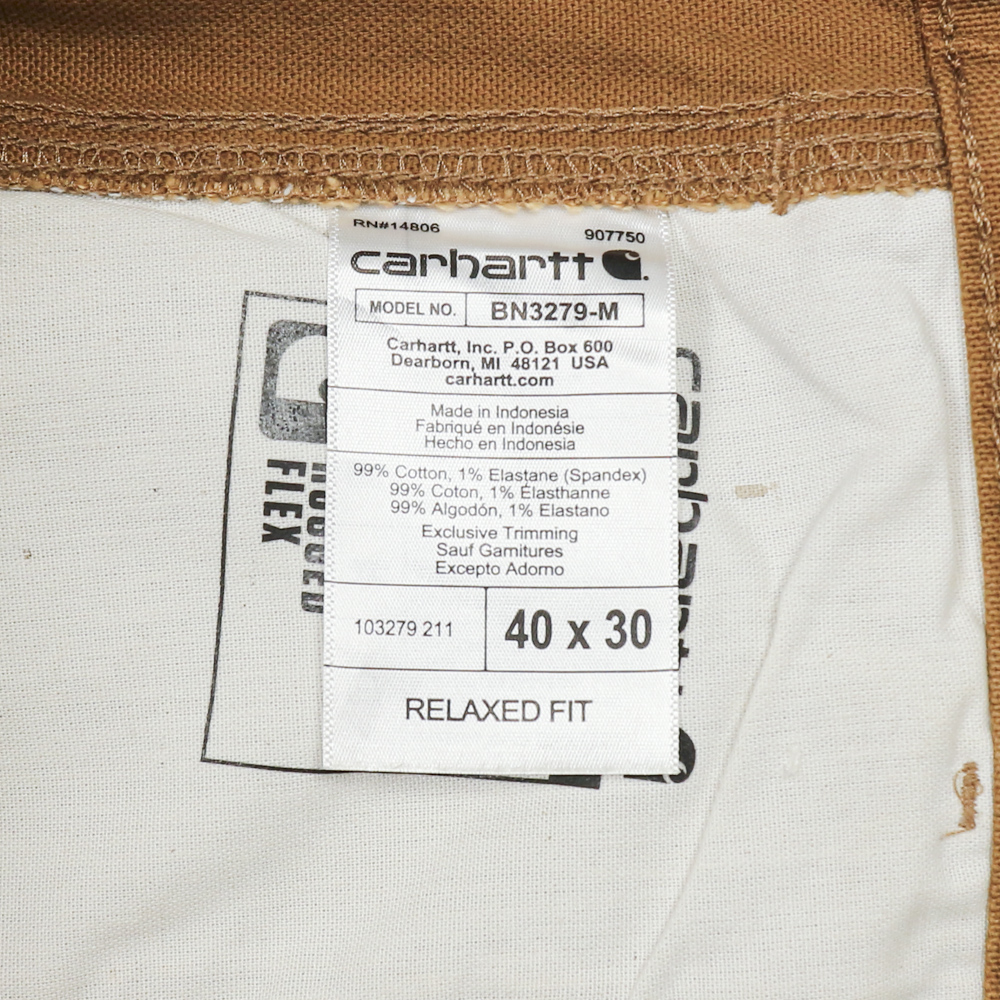 RN#14806 907750
carhartt
MODEL NO. BN3279-M
Carhartt, Inc. P.O. Box 600
Dearborn, MI 48121 USA
carhartt.com
Made in Indonesia
Fabriqué en Indonésie
Hecho en Indonesia
99% Cotton, 1% Elastane (Spandex)
99% Coton, 1% Élasthanne
99% Algodón, 1% Elastano
Exclusive Trimming
Sauf Garnitures
Excepto Adorno
103279 211 40 x 30
RELAXED FIT
FLEX